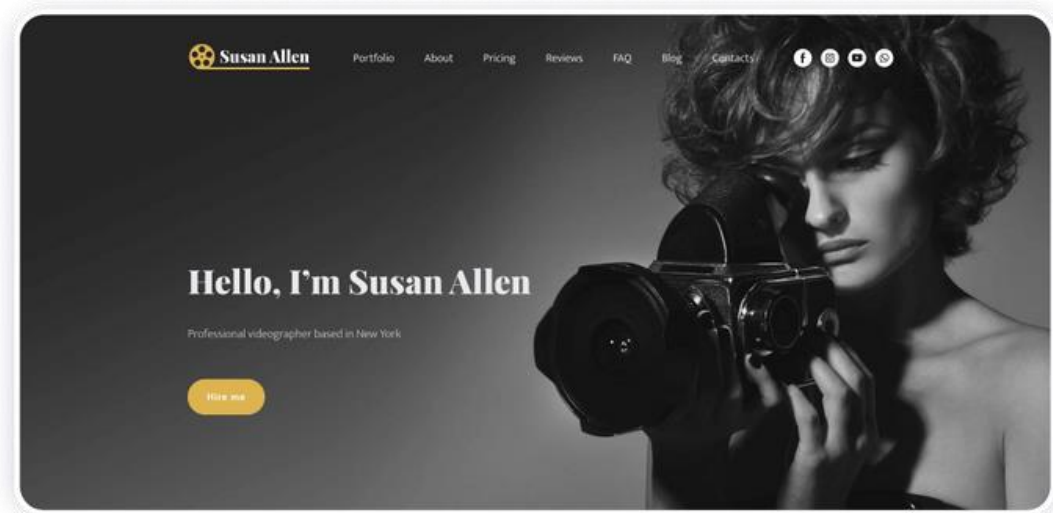 Susan Allen Portfolio About Pricing Reviews FAQ Blog Contacts
Hello, I'm Susan Allen
Professional videographer based in New York
Hire me